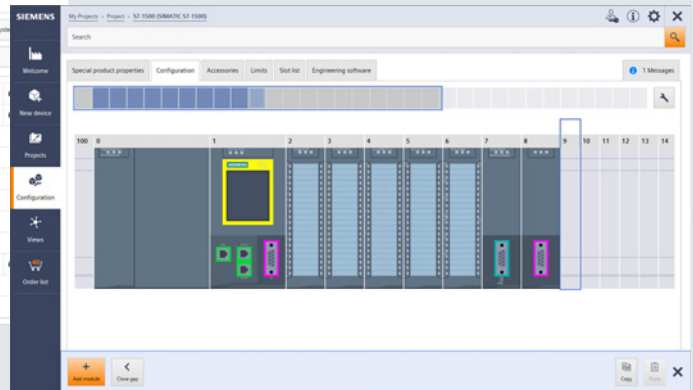 SIEMENS
My Projects > Project > S7-1500 (SIMATIC S7-1500)
Search
Welcome
Special product properties Configuration Accessories Limits Slot list Engineering software 1 Messages
New device
Projects
100 0 1 2 3 4 5 6 7 8 9 10 11 12 13 14
SIEMENS
Configuration
Views
Order list
Add module Close gap Copy Paste